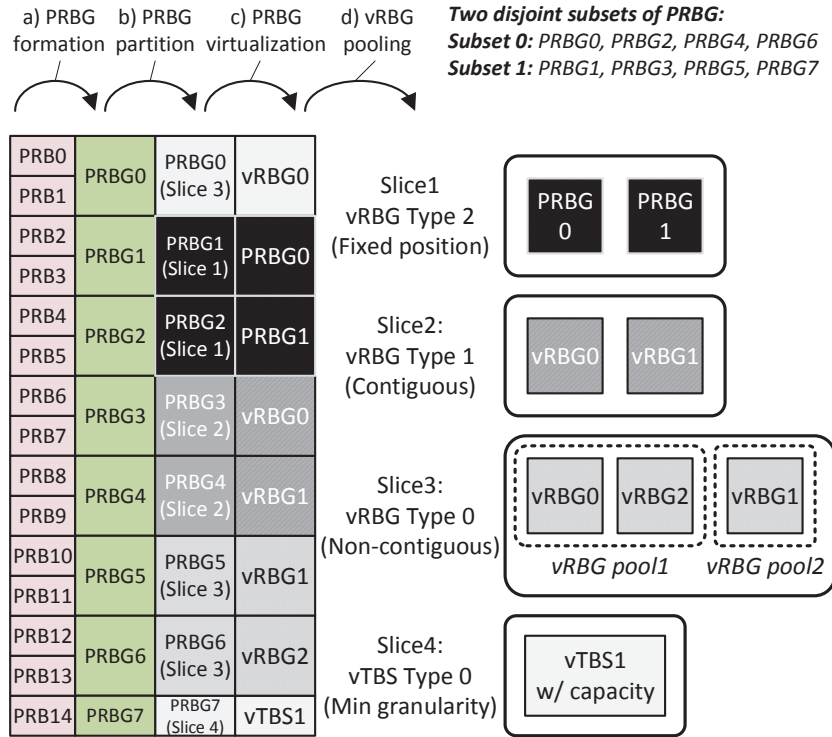 a) PRBG formation
b) PRBG partition
c) PRBG virtualization
d) vRBG pooling
Two disjoint subsets of PRBG:
Subset 0: PRBG0, PRBG2, PRBG4, PRBG6
Subset 1: PRBG1, PRBG3, PRBG5, PRBG7
PRB0
PRB1
PRB2
PRB3
PRB4
PRB5
PRB6
PRB7
PRB8
PRB9
PRB10
PRB11
PRB12
PRB13
PRB14
PRBG0
PRBG1
PRBG2
PRBG3
PRBG4
PRBG5
PRBG6
PRBG7
PRBG0
(Slice 3)
PRBG1
(Slice 1)
PRBG2
(Slice 1)
PRBG3
(Slice 2)
PRBG4
(Slice 2)
PRBG5
(Slice 3)
PRBG6
(Slice 3)
PRBG7
(Slice 4)
vRBG0
PRBG0
PRBG1
vRBG0
vRBG1
vRBG1
vRBG2
vTBS1
Slice1
vRBG Type 2
(Fixed position)
PRBG
0
PRBG
1
Slice2:
vRBG Type 1
(Contiguous)
vRBG0
vRBG1
Slice3:
vRBG Type 0
(Non-contiguous)
vRBG0
vRBG2
vRBG1
vRBG pool1
vRBG pool2
Slice4:
vTBS Type 0
(Min granularity)
vTBS1
w/ capacity